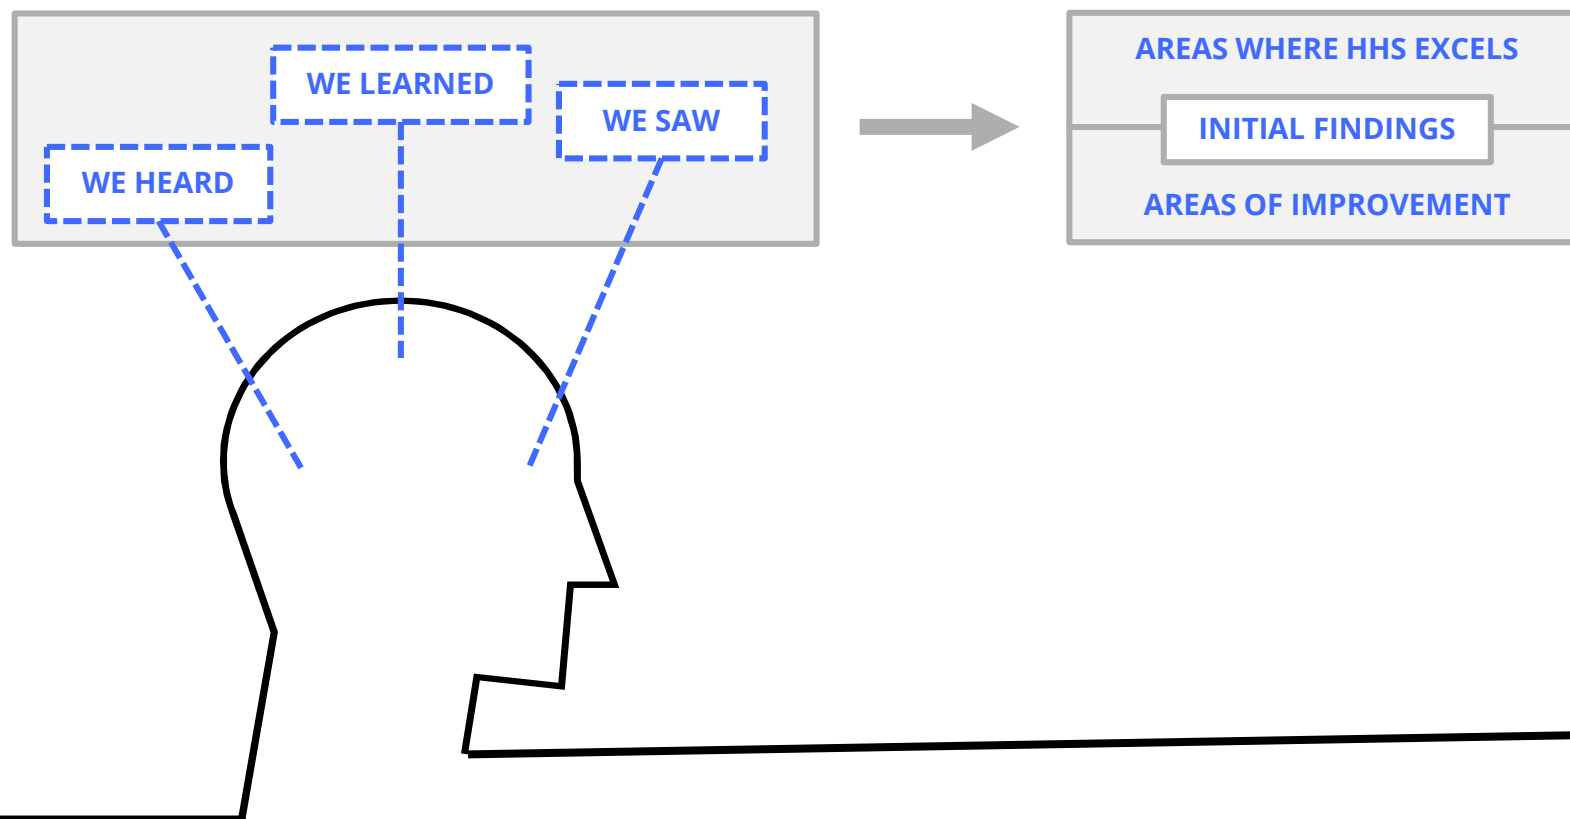 WE LEARNED
WE SAW
WE HEARD
AREAS WHERE HHS EXCELS
INITIAL FINDINGS
AREAS OF IMPROVEMENT